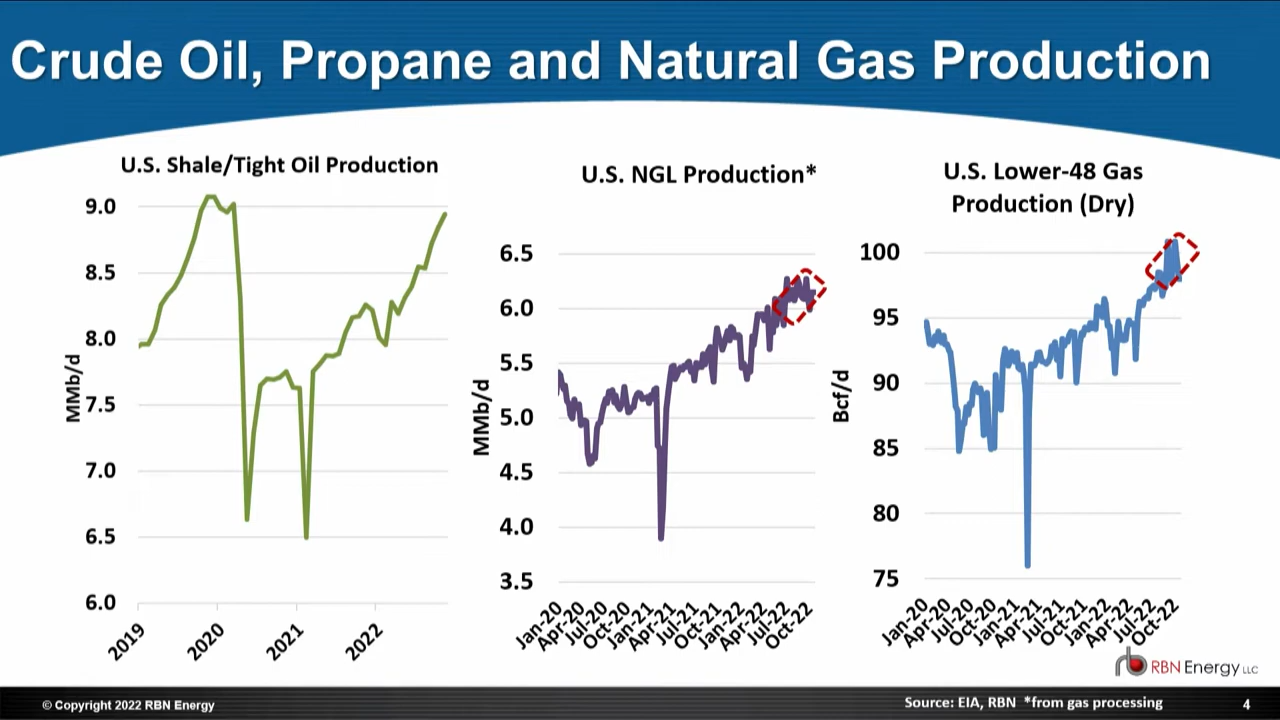 Crude Oil, Propane and Natural Gas Production
U.S. Shale/Tight Oil Production
9.0
8.5
8.0
7.5
7.0
6.5
6.0
MMb/d
2019
2020
2021
2022
U.S. NGL Production*
6.5
6.0
5.5
5.0
4.5
4.0
3.5
MMb/d
Jan-20
Apr-20
Jul-20
Oct-20
Jan-21
Apr-21
Jul-21
Oct-21
Jan-22
Apr-22
Jul-22
Oct-22
U.S. Lower-48 Gas
Production (Dry)
100
95
90
85
80
75
Bcf/d
Jan-20
Apr-20
Jul-20
Oct-20
Jan-21
Apr-21
Jul-21
Oct-21
Jan-22
Apr-22
Jul-22
Oct-22
rb RBN Energy LLC
© Copyright 2022 RBN Energy
Source: EIA, RBN *from gas processing
4